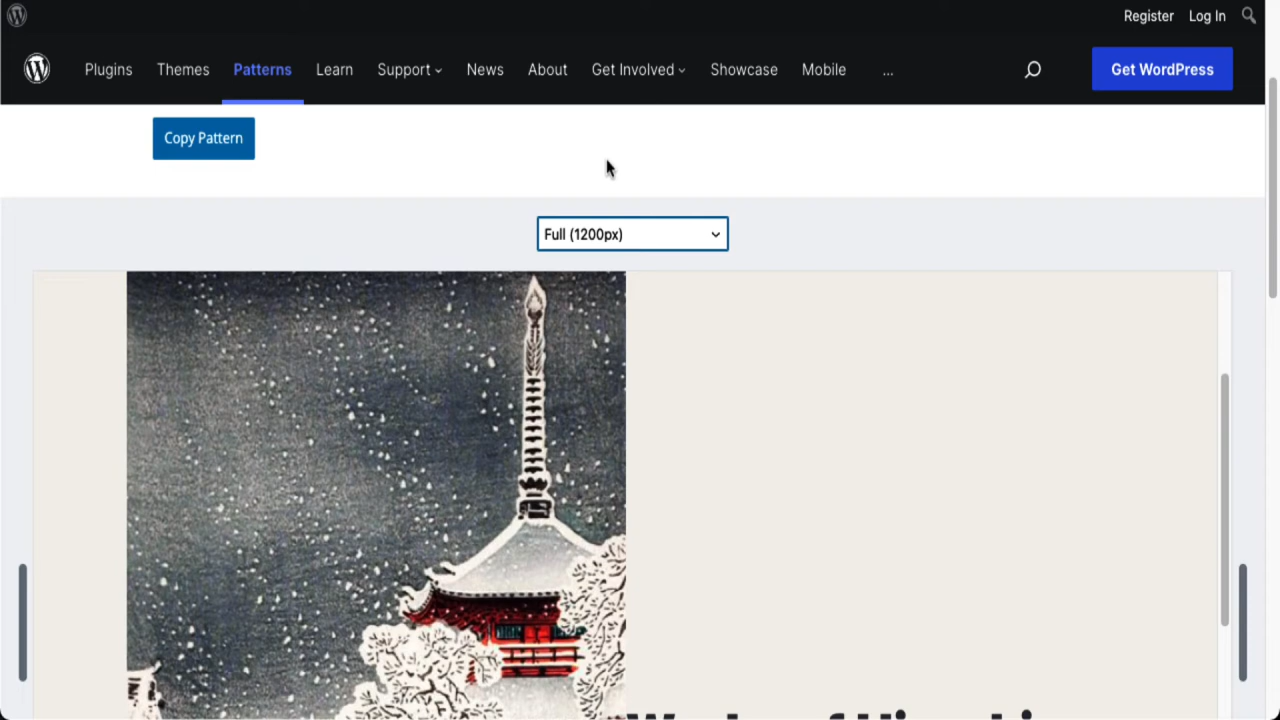 Register Log In
Plugins Themes Patterns Learn Support News About Get Involved Showcase Mobile ... Get WordPress
Copy Pattern
Full (1200px)